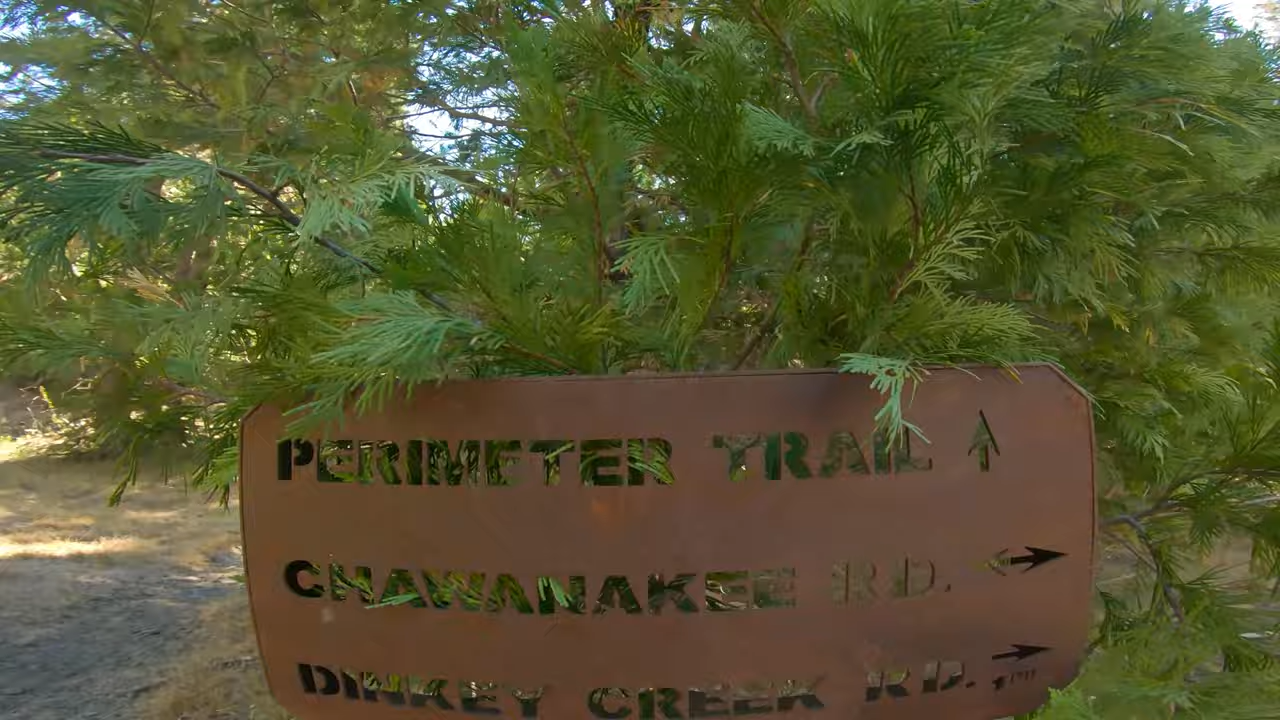 PERIMETER TRAIL ↑
CHAWANAKEE RD. →
DINKEY CREEK RD. →